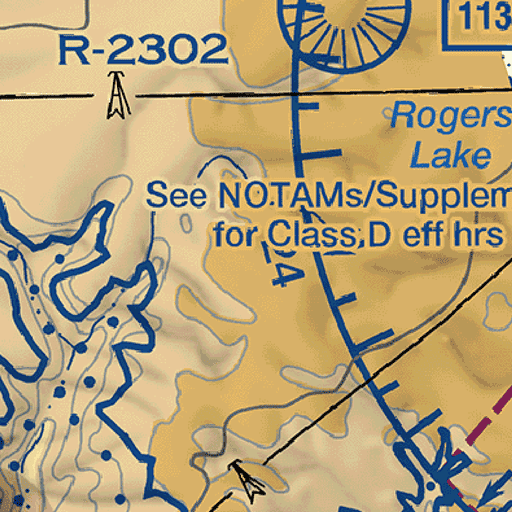 113
R-2302
Rogers
Lake
See NOTAMs/Supplem
for Class D eff hrs
24